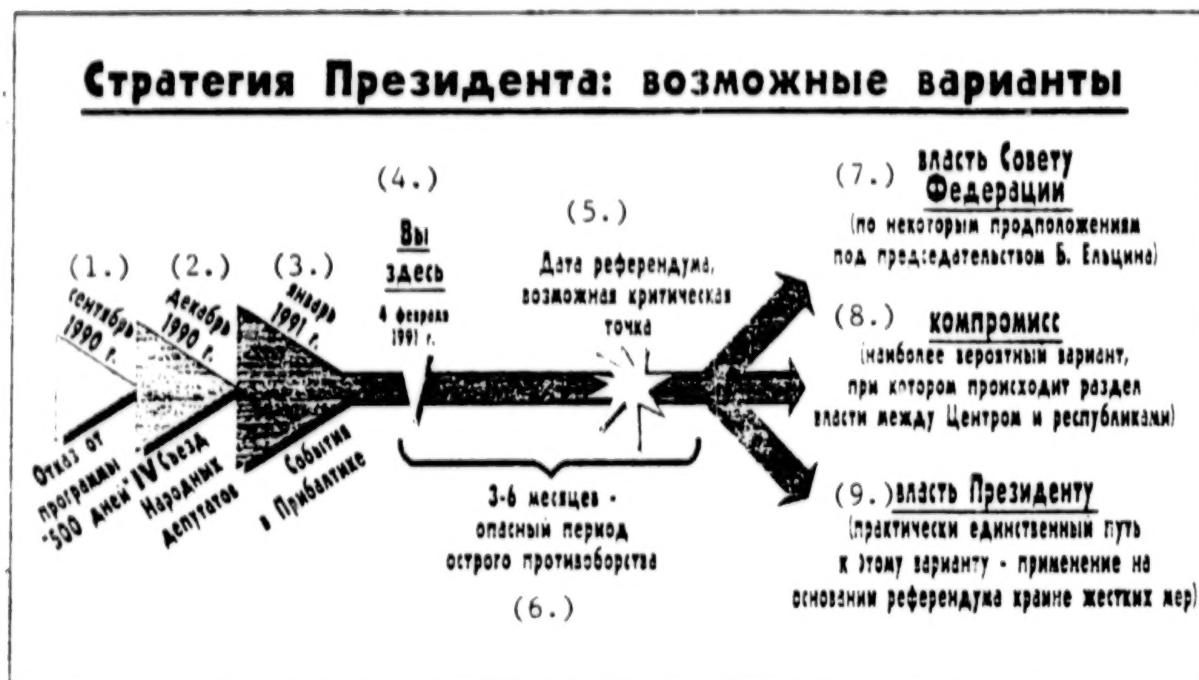 Стратегия Президента: возможные варианты
(1.)
сентябрь
1990 г.
Отказ от
программы
"500 дней"
(2.)
декабрь
1990 г.
IV Съезд
Народных
депутатов
(3.)
январь
1991 г.
События
в Прибалтике
(4.)
Вы
здесь
4 февраля
1991 г.
(5.)
Дата референдума,
возможная критическая
точка
3-6 месяцев -
опасный период
острого противоборства
(6.)
(7.) власть Совету
Федерации
(по некоторым продположениям
под председательством Б. Ельцина)
(8.) компромисс
(наиболее вероятный вариант,
при котором происходит раздел
власти между Центром и республиками)
(9.) власть Президенту
(практически единственный путь
к этому варианту - применение на
основании референдума крайне жестких мер)